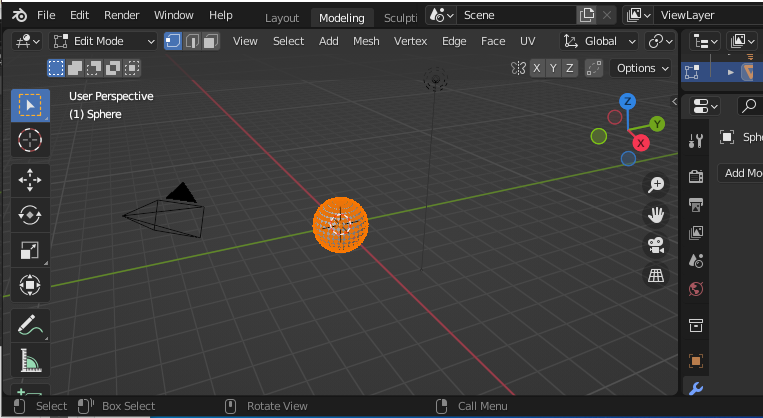 File Edit Render Window Help Layout Modeling Sculpti Scene ViewLayer
Edit Mode View Select Add Mesh Vertex Edge Face UV Global
X Y Z Options
User Perspective
(1) Sphere
Z
Y
X
Sphe
Add Mo
Select Box Select Rotate View Call Menu